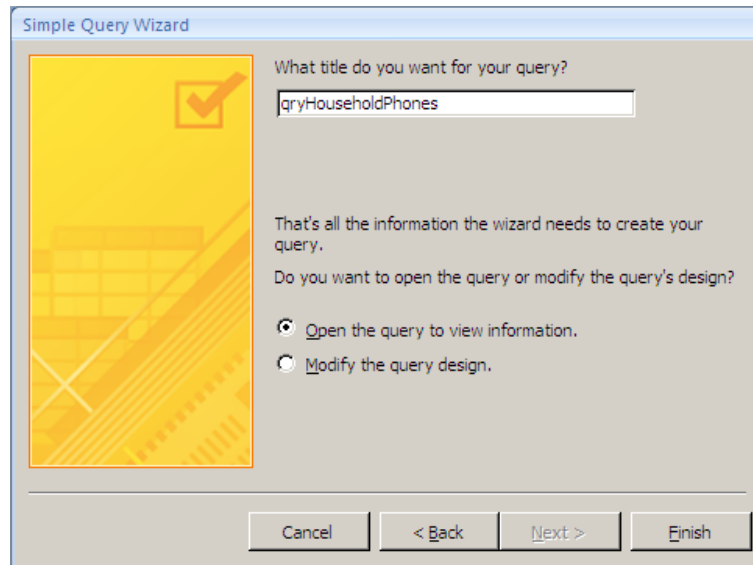 Simple Query Wizard
What title do you want for your query?
qryHouseholdPhones
That's all the information the wizard needs to create your
query.
Do you want to open the query or modify the query's design?
Open the query to view information.
Modify the query design.
Cancel
< Back
Next >
Finish